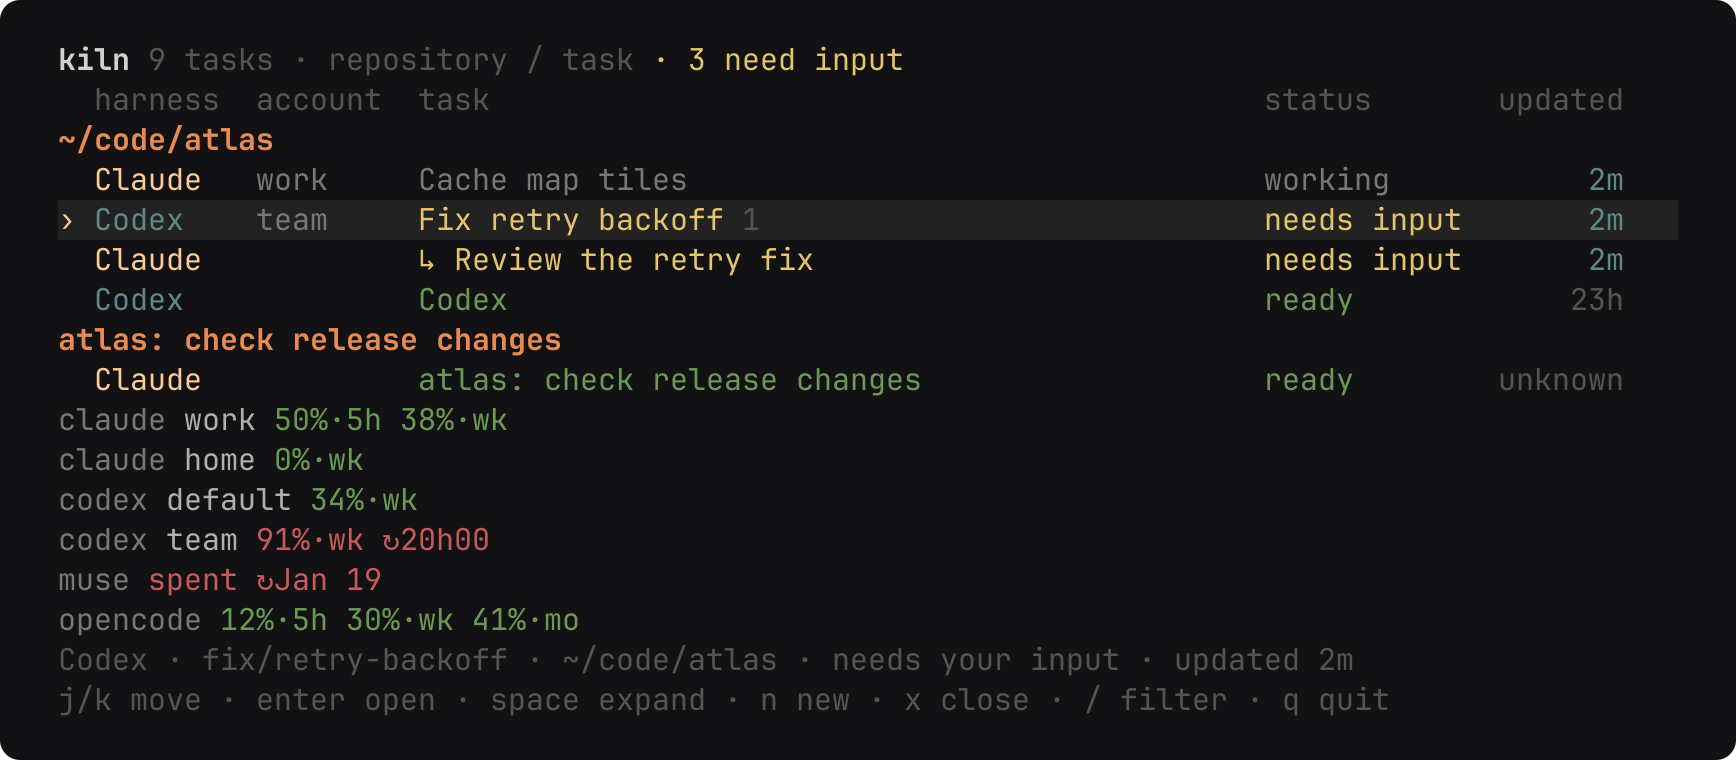 kiln 9 tasks · repository / task · 3 need input
harness account task status updated
~/code/atlas
Claude work Cache map tiles working 2m
› Codex team Fix retry backoff 1 needs input 2m
Claude ↳ Review the retry fix needs input 2m
Codex Codex ready 23h
atlas: check release changes
Claude atlas: check release changes ready unknown
claude work 50%·5h 38%·wk
claude home 0%·wk
codex default 34%·wk
codex team 91%·wk ↻20h00
muse spent ↻Jan 19
opencode 12%·5h 30%·wk 41%·mo
Codex · fix/retry-backoff · ~/code/atlas · needs your input · updated 2m
j/k move · enter open · space expand · n new · x close · / filter · q quit